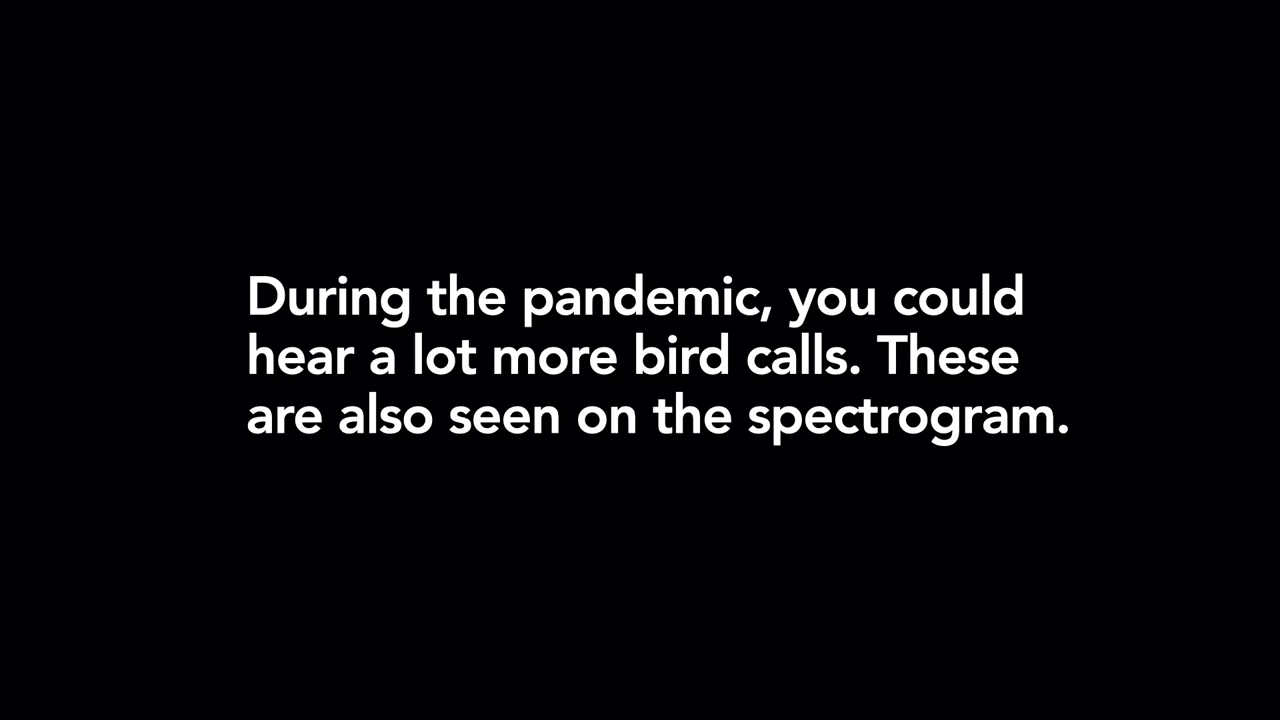 During the pandemic, you could
hear a lot more bird calls. These
are also seen on the spectrogram.